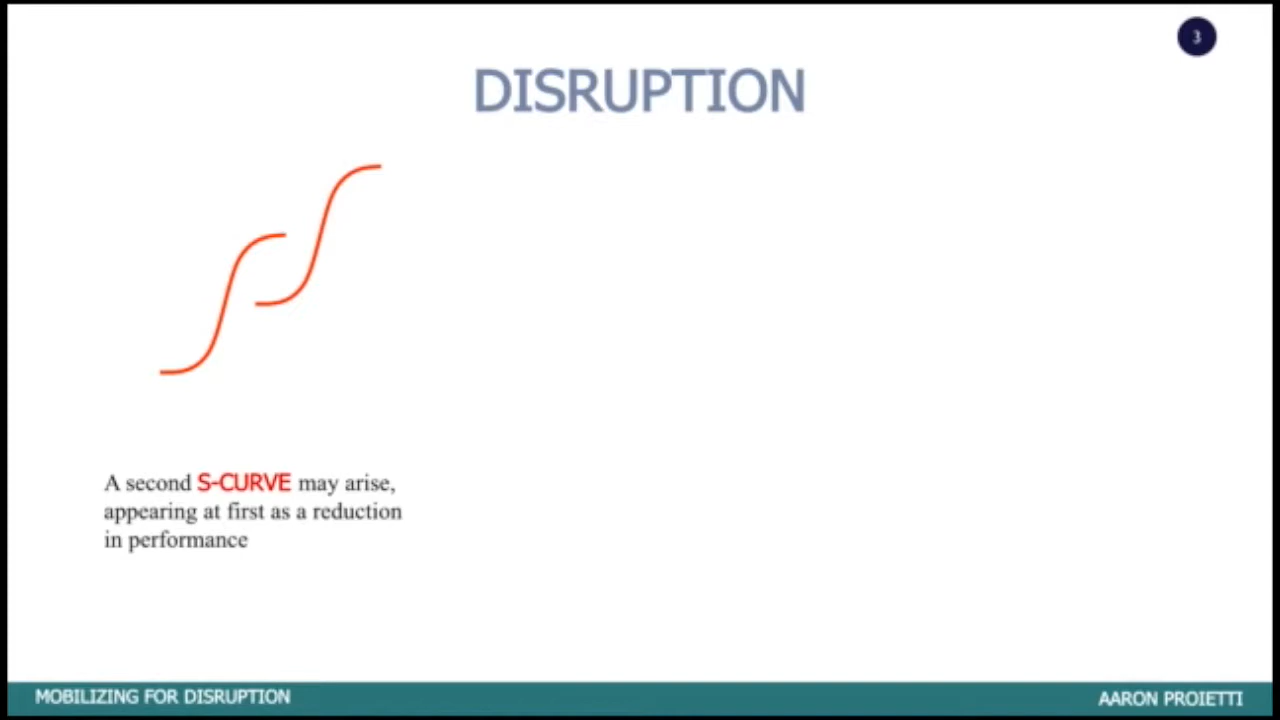 3
DISRUPTION
A second S-CURVE may arise,
appearing at first as a reduction
in performance
MOBILIZING FOR DISRUPTION
AARON PROIETTI